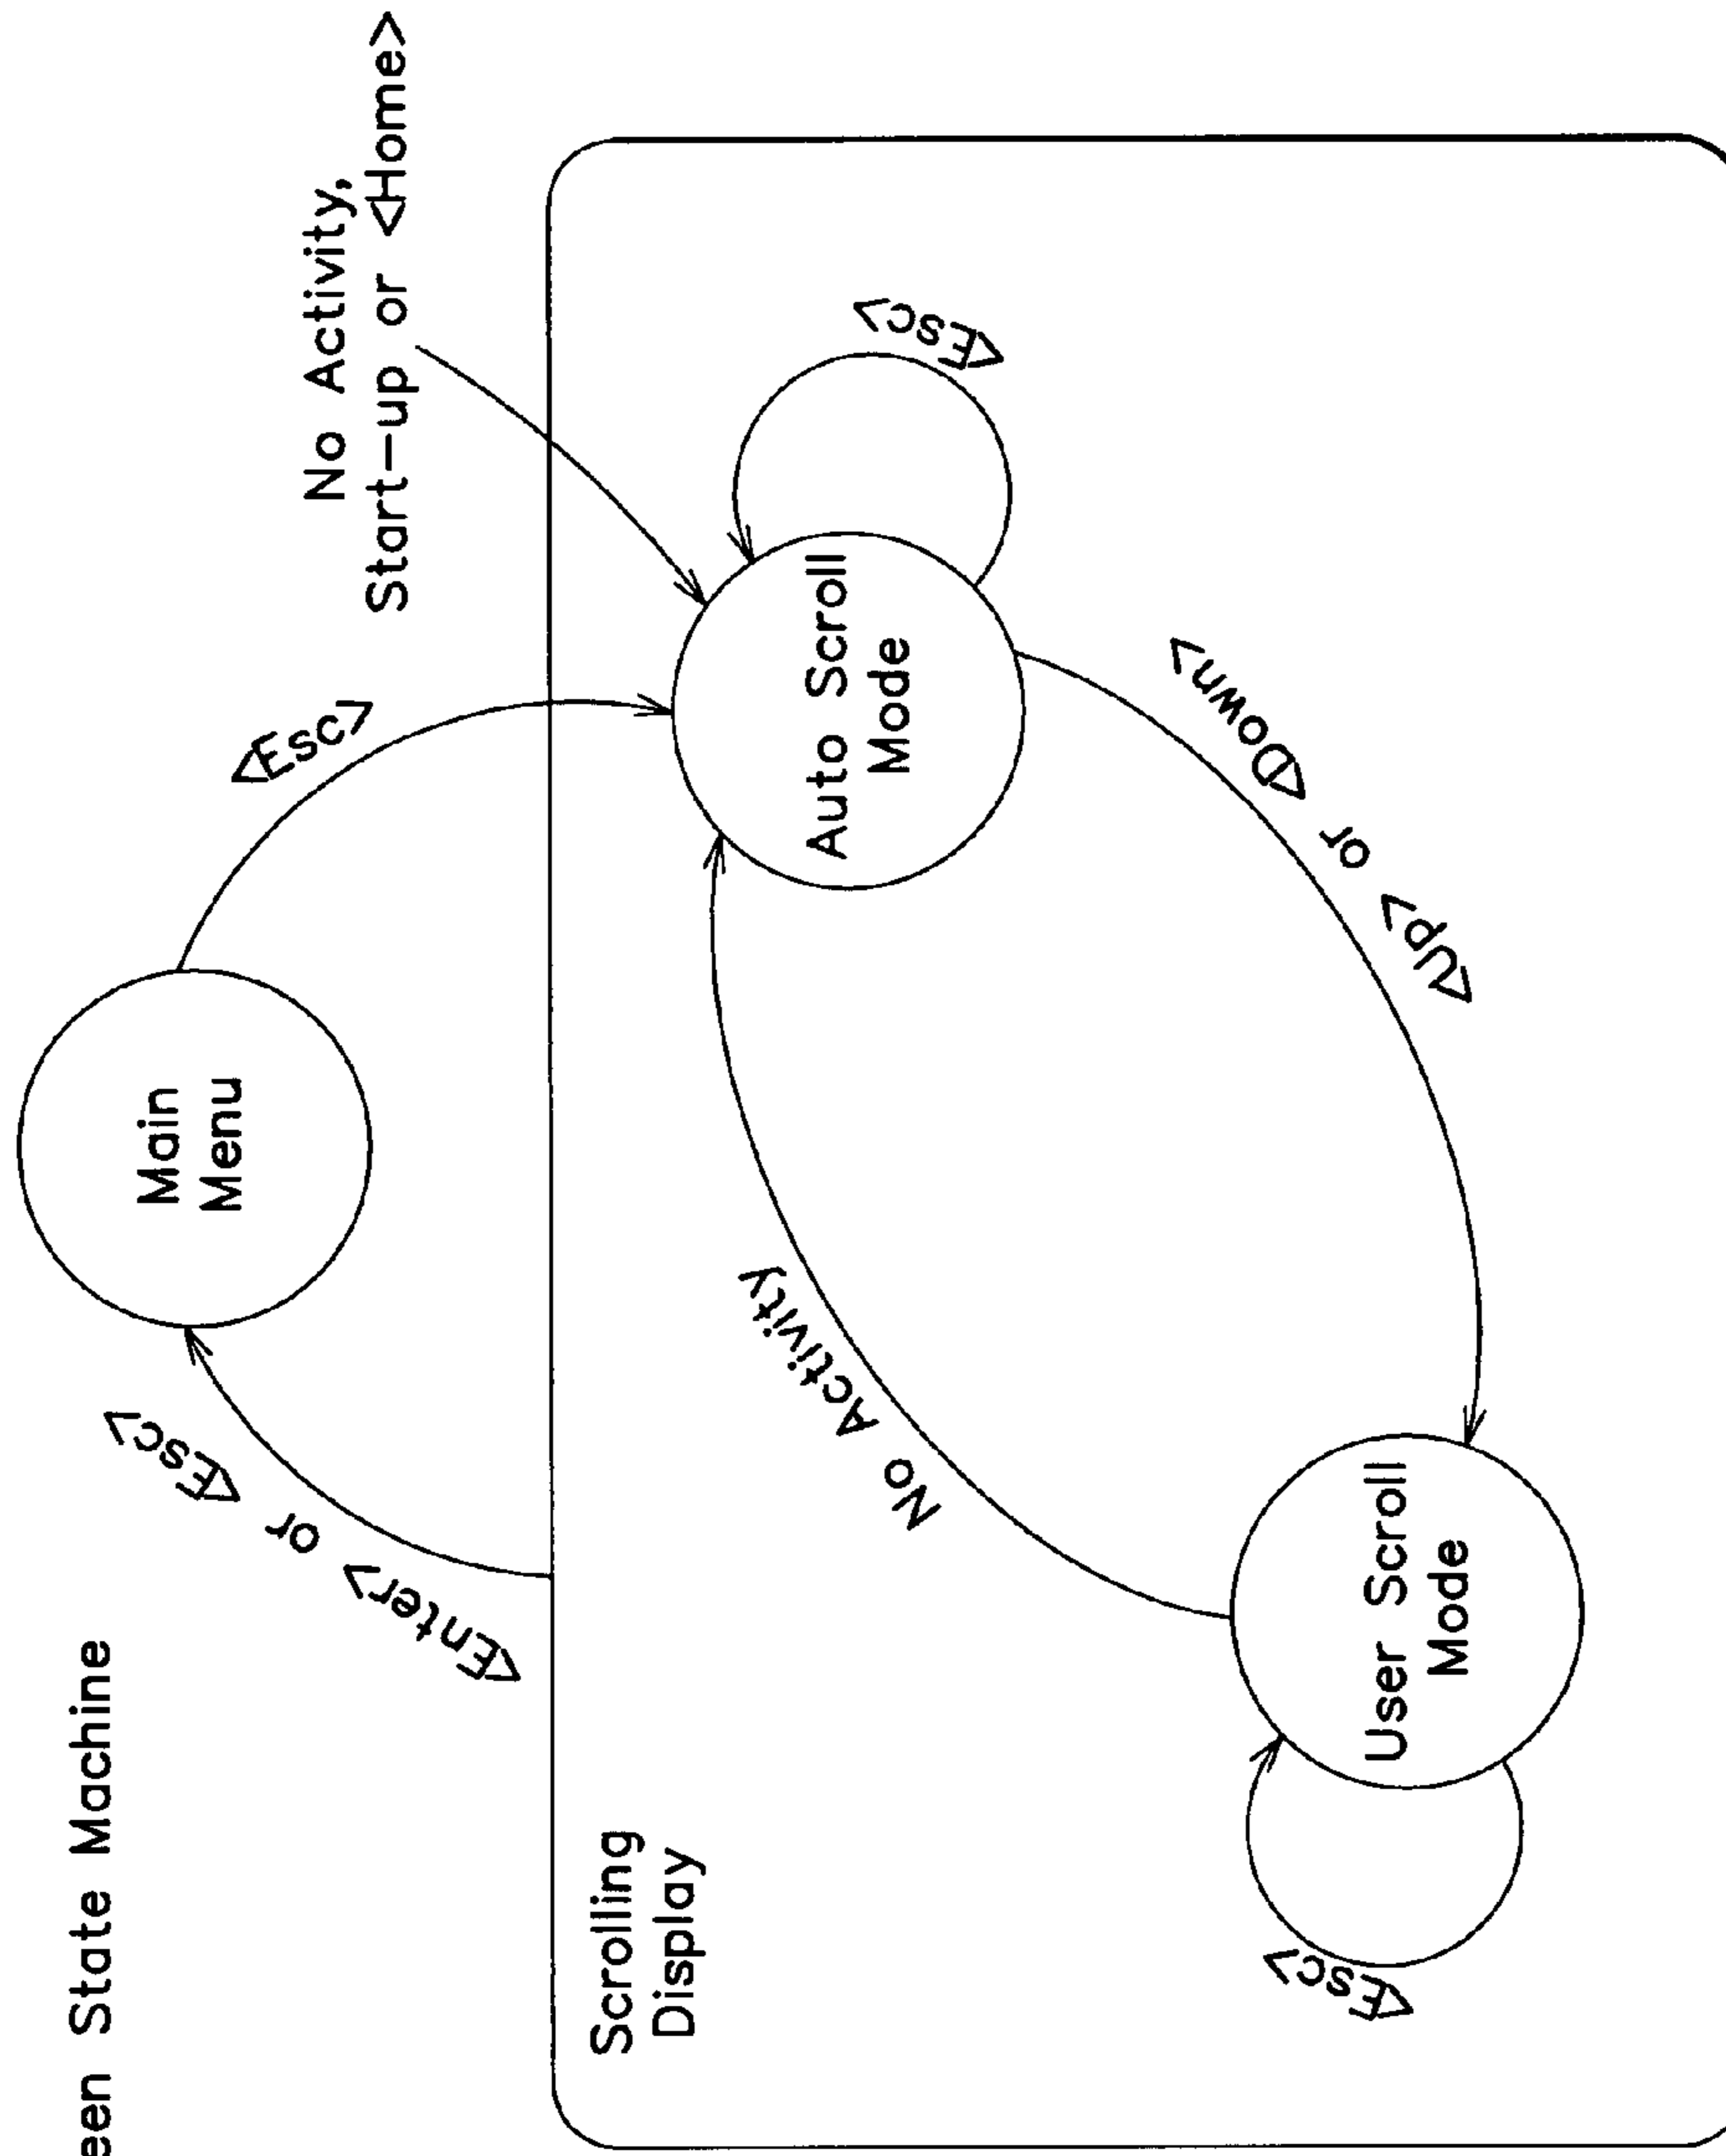 State Machine
Main
Menu
<Enter> or <Esc>
<Esc>
No Activity,
Start-up or <Home>
Scrolling
Display
Auto Scroll
Mode
<Esc>
No Activity
<Up> or <Down>
User Scroll
Mode
<Esc>